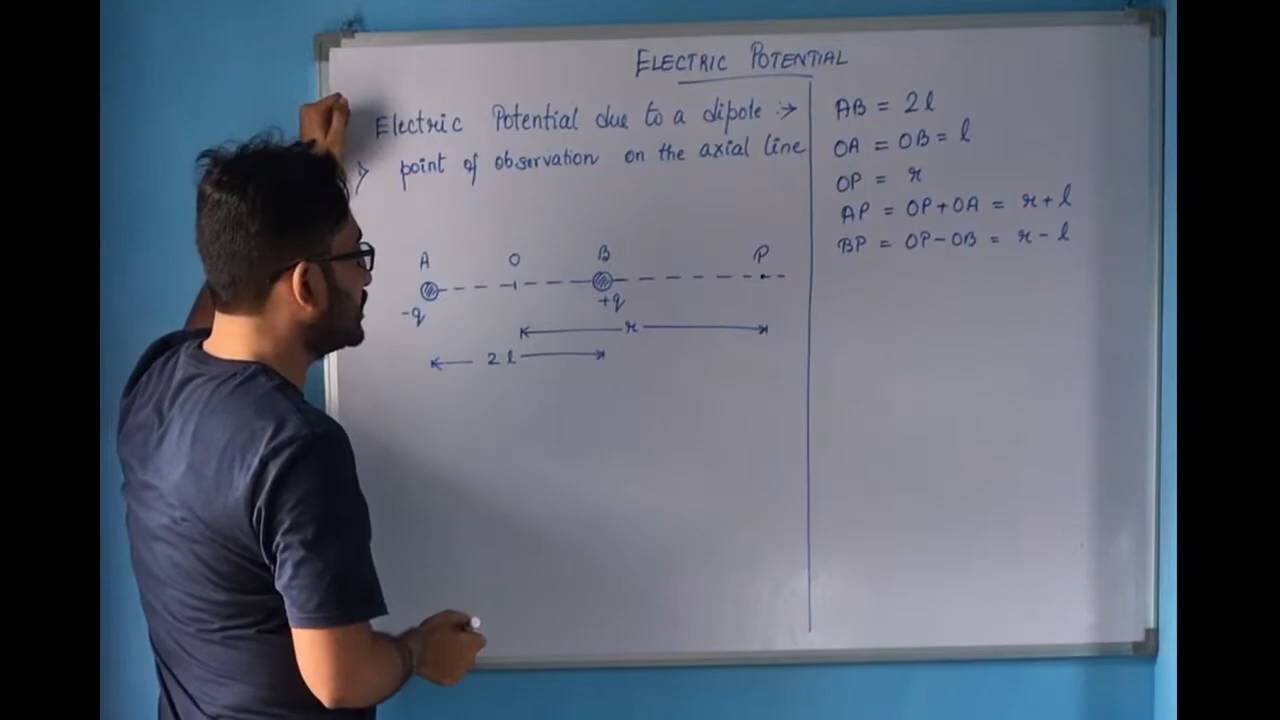 ELECTRIC POTENTIAL
Electric Potential due to a dipole :→
point of observation on the axial line
A O B P
-q +q
r
2l
AB = 2l
OA = OB = l
OP = r
AP = OP+OA = r+l
BP = OP-OB = r-l